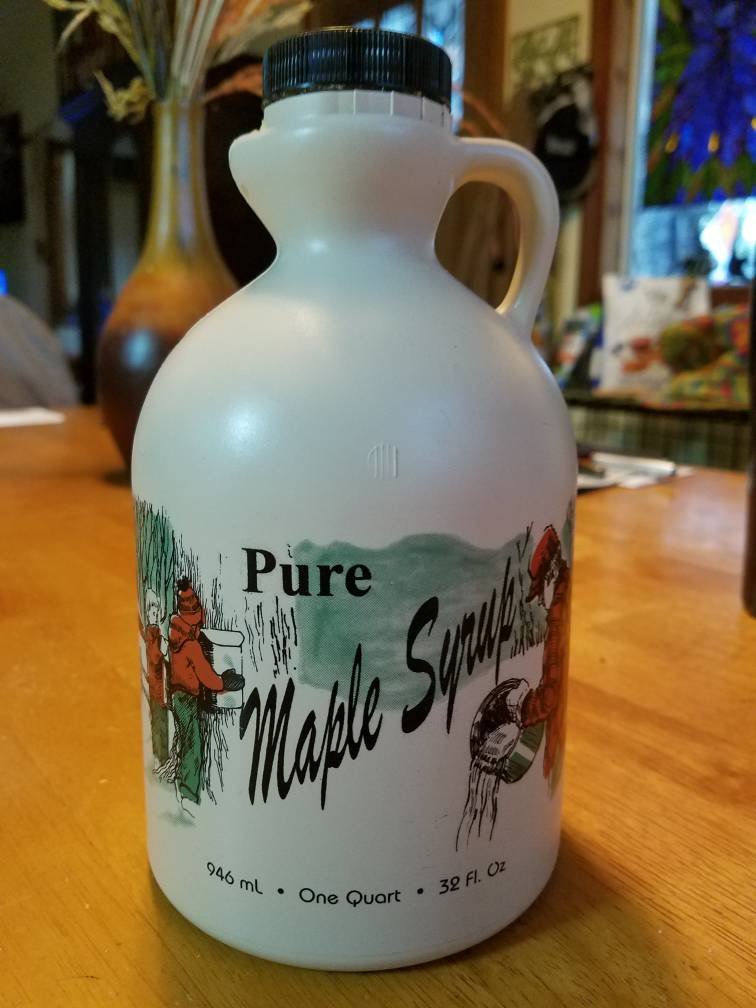 Pure
Maple Syrup
946 mL • One Quart • 32 Fl. Oz